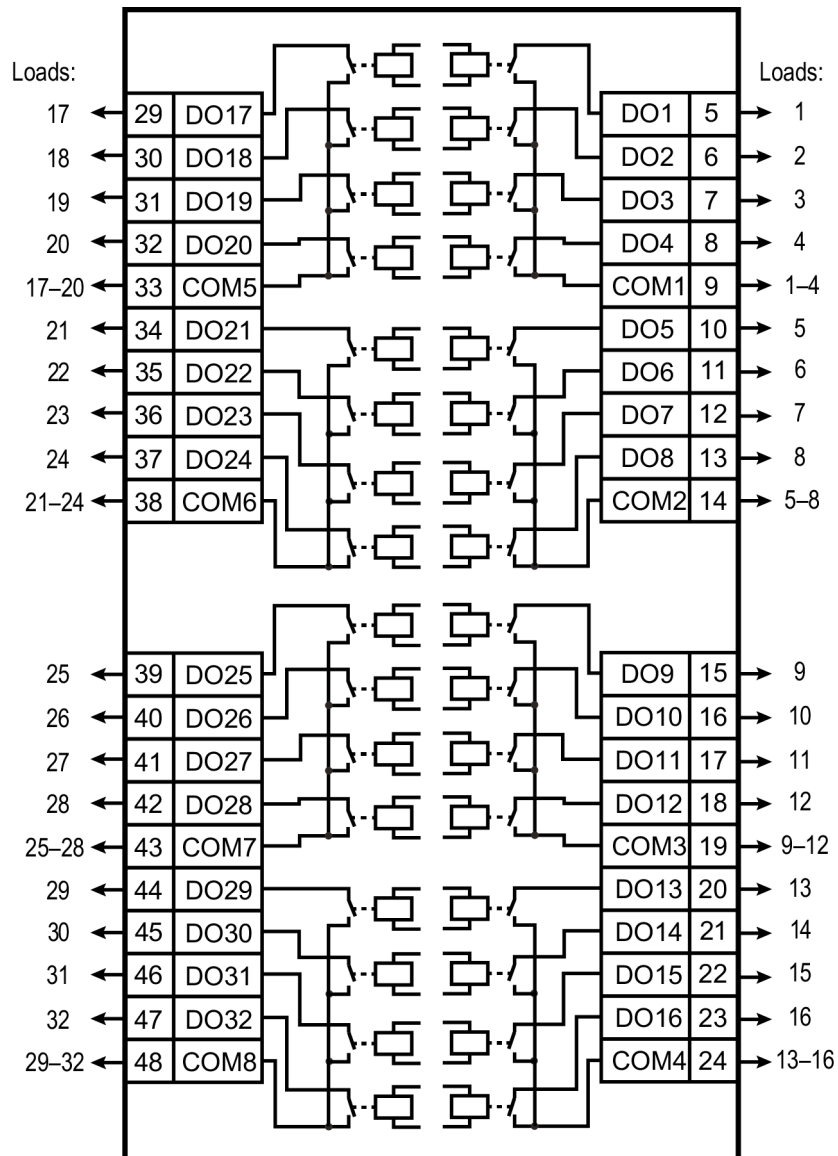 Loads:
17 29 DO17
18 30 DO18
19 31 DO19
20 32 DO20
17–20 33 COM5
21 34 DO21
22 35 DO22
23 36 DO23
24 37 DO24
21–24 38 COM6
25 39 DO25
26 40 DO26
27 41 DO27
28 42 DO28
25–28 43 COM7
29 44 DO29
30 45 DO30
31 46 DO31
32 47 DO32
29–32 48 COM8
Loads:
DO1 5 1
DO2 6 2
DO3 7 3
DO4 8 4
COM1 9 1–4
DO5 10 5
DO6 11 6
DO7 12 7
DO8 13 8
COM2 14 5–8
DO9 15 9
DO10 16 10
DO11 17 11
DO12 18 12
COM3 19 9–12
DO13 20 13
DO14 21 14
DO15 22 15
DO16 23 16
COM4 24 13–16